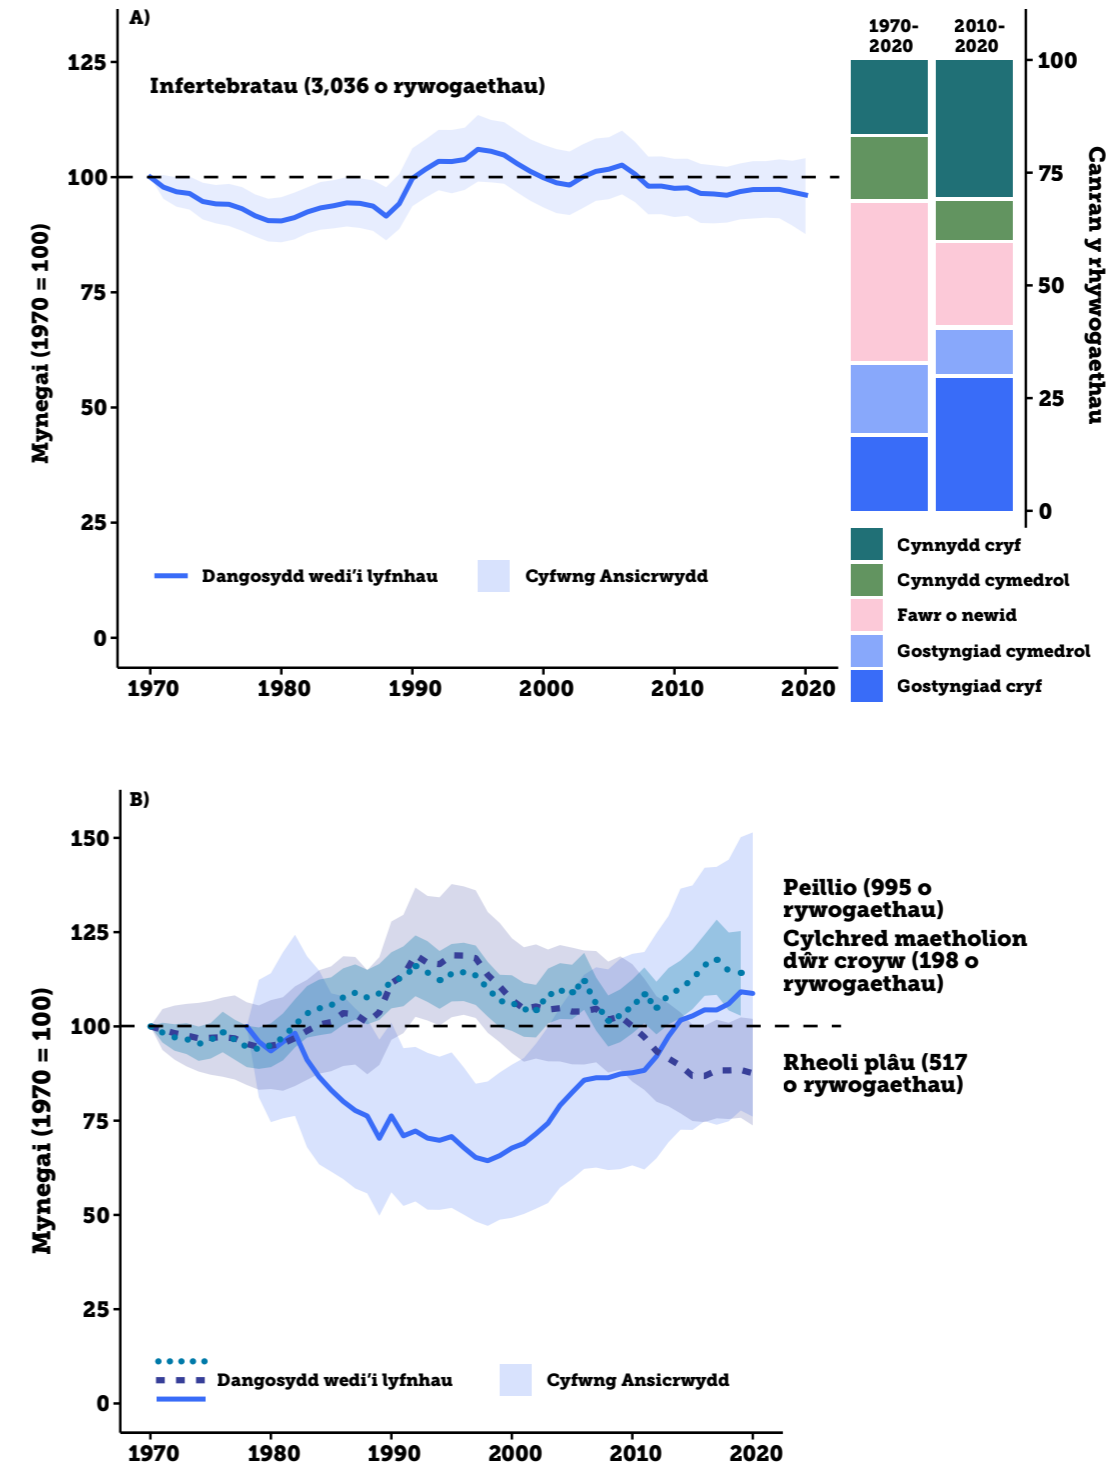 A)
Infertebratau (3,036 o rywogaethau)
Mynegai (1970 = 100)
125
100
75
50
25
0
1970
1980
1990
2000
2010
2020
Dangosydd wedi’i lyfnhau
Cyfwng Ansicrwydd
1970-
2020
2010-
2020
100
75
50
25
0
Canran y rhywogaethau
Cynnydd cryf
Cynnydd cymedrol
Fawr o newid
Gostyngiad cymedrol
Gostyngiad cryf
B)
Mynegai (1970 = 100)
150
125
100
75
50
25
0
1970
1980
1990
2000
2010
2020
Peillio (995 o
rywogaethau)
Cylchred maetholion
dŵr croyw (198 o
rywogaethau)
Rheoli plâu (517
o rywogaethau)
Dangosydd wedi’i lyfnhau
Cyfwng Ansicrwydd